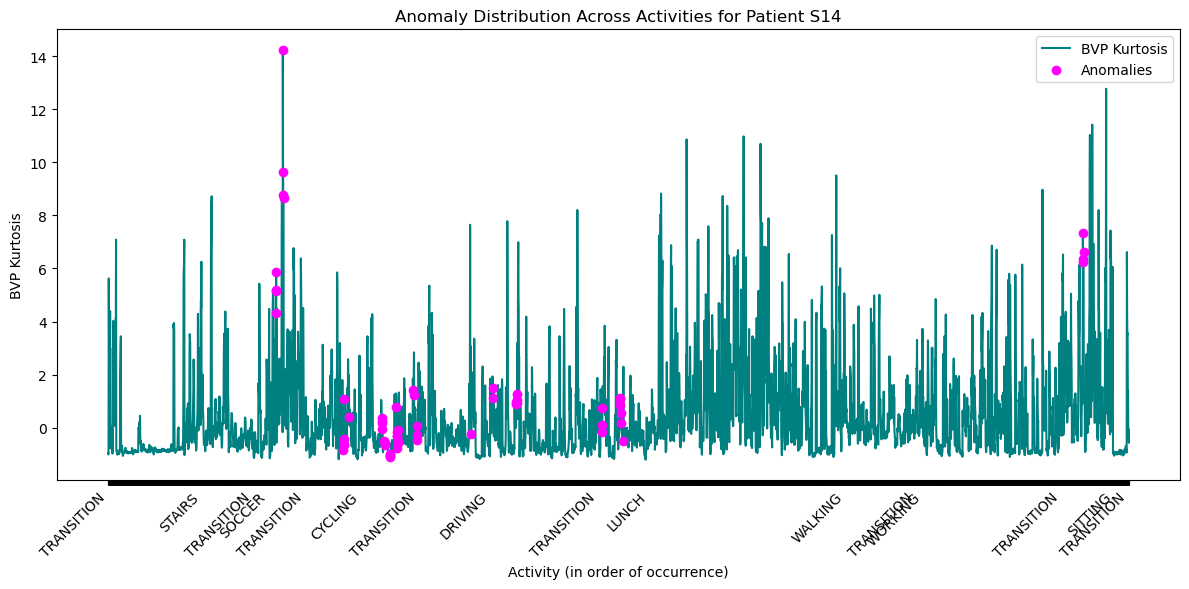 Anomaly Distribution Across Activities for Patient S14
BVP Kurtosis
Anomalies
14
12
10
8
6
4
2
0
BVP Kurtosis
TRANSITION
STAIRS
TRANSITION
SOCCER
TRANSITION
CYCLING
TRANSITION
DRIVING
TRANSITION
LUNCH
WALKING
TRANSITION
WORKING
TRANSITION
SITTING
TRANSITION
Activity (in order of occurrence)